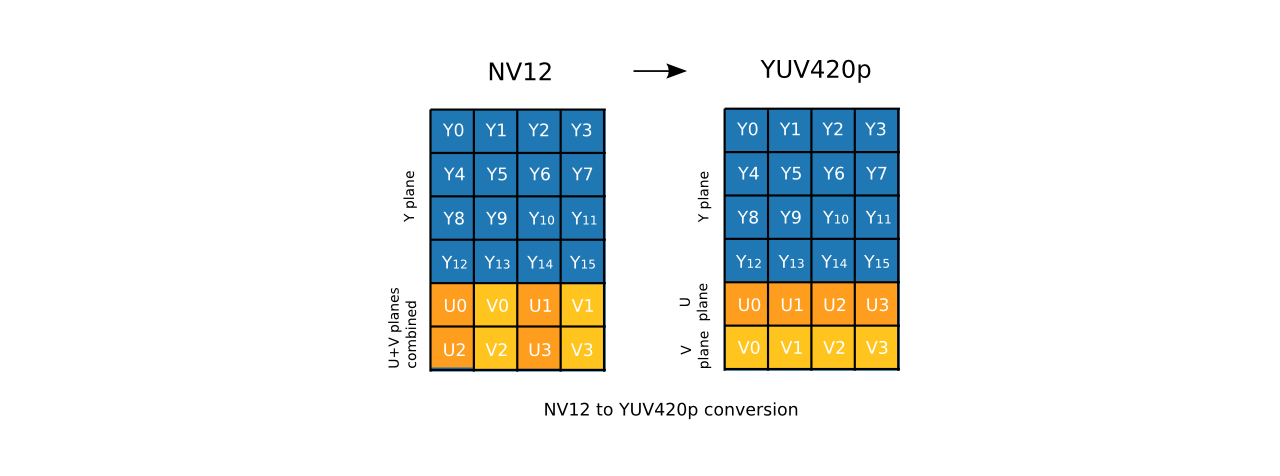 NV12 YUV420p
Y plane
Y0 Y1 Y2 Y3
Y4 Y5 Y6 Y7
Y8 Y9 Y10 Y11
Y12 Y13 Y14 Y15
U+V planes
combined
U0 V0 U1 V1
U2 V2 U3 V3
Y plane
Y0 Y1 Y2 Y3
Y4 Y5 Y6 Y7
Y8 Y9 Y10 Y11
Y12 Y13 Y14 Y15
U
plane
U0 U1 U2 U3
V
plane
V0 V1 V2 V3
NV12 to YUV420p conversion